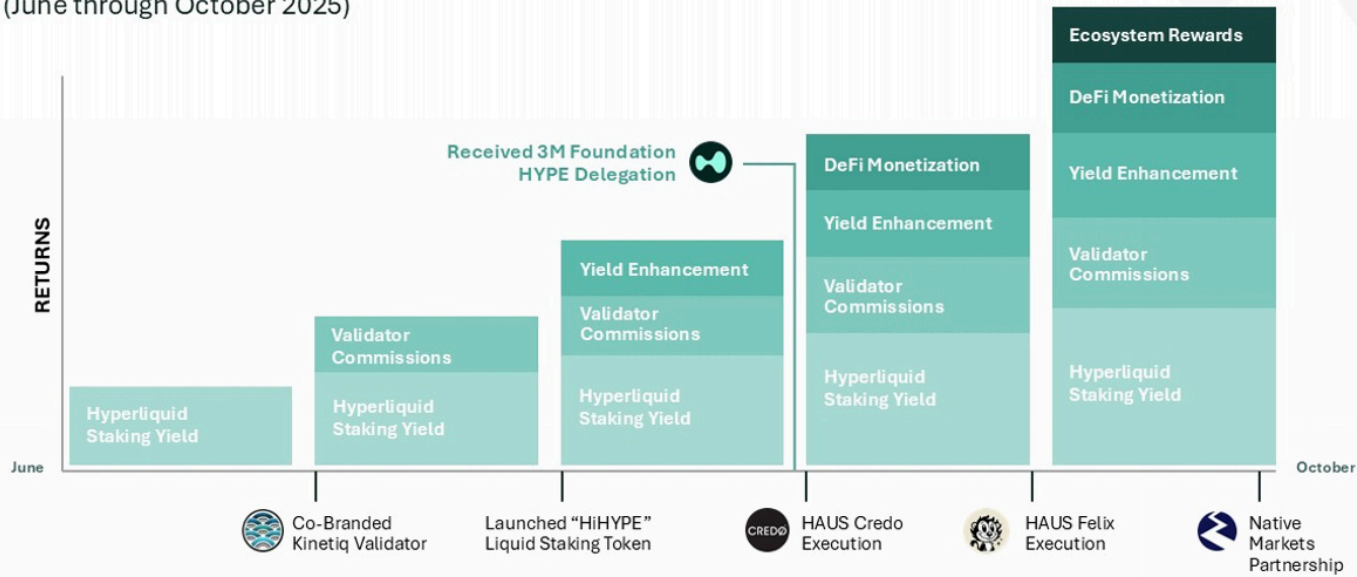 (June through October 2025)
RETURNS
Received 3M Foundation
HYPE Delegation
Hyperliquid
Staking Yield
Validator
Commissions
Hyperliquid
Staking Yield
Yield Enhancement
Validator
Commissions
Hyperliquid
Staking Yield
DeFi Monetization
Yield Enhancement
Validator
Commissions
Hyperliquid
Staking Yield
Ecosystem Rewards
DeFi Monetization
Yield Enhancement
Validator
Commissions
Hyperliquid
Staking Yield
June
October
Co-Branded
Kinetiq Validator
Launched “HiHYPE”
Liquid Staking Token
CREDØ
HAUS Credo
Execution
HAUS Felix
Execution
Native
Markets
Partnership